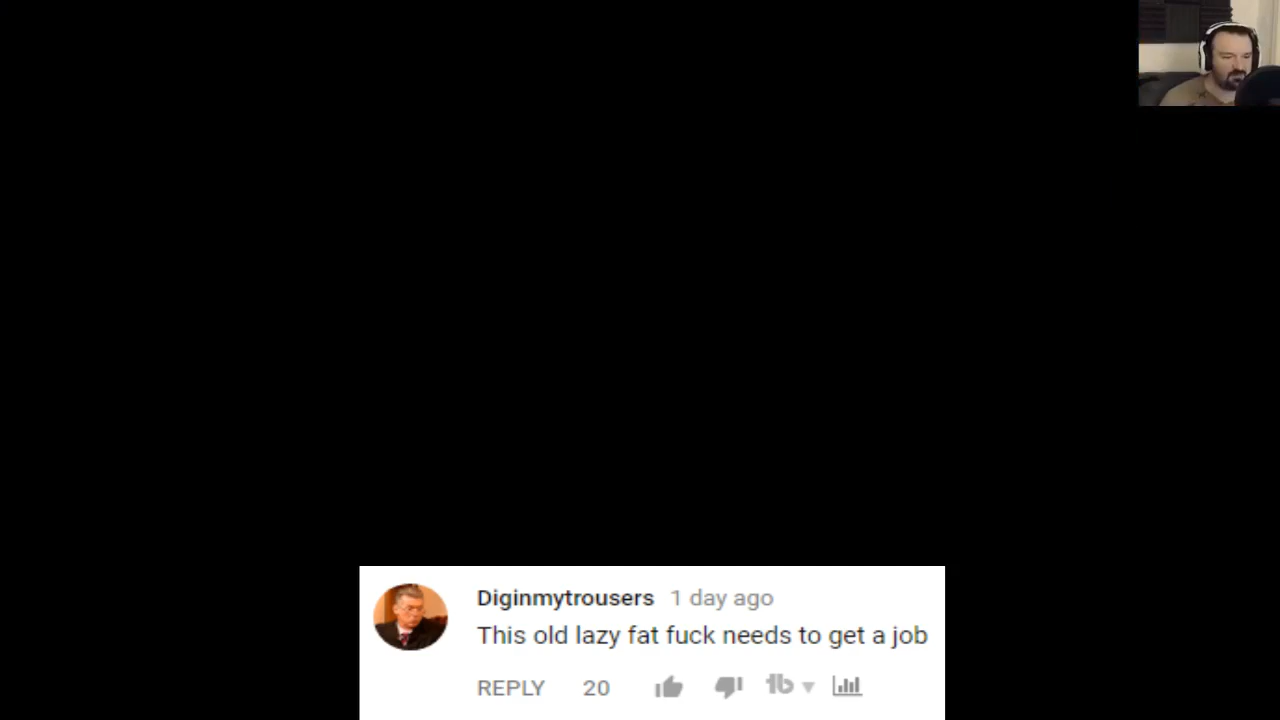 Diginmytrousers 1 day ago
This old lazy fat fuck needs to get a job
REPLY 20